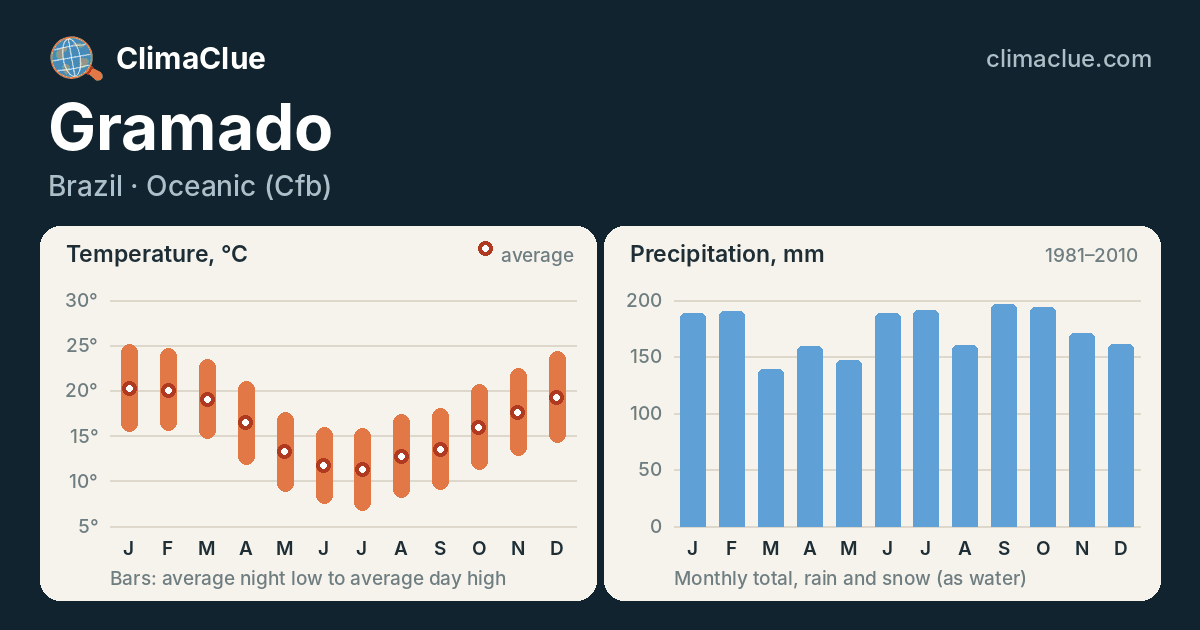 ClimaClue
climaclue.com
Gramado
Brazil · Oceanic (Cfb)
Temperature, °C
average
30°
25°
20°
15°
10°
5°
J F M A M J J A S O N D
Bars: average night low to average day high
Precipitation, mm
1981–2010
200
150
100
50
0
J F M A M J J A S O N D
Monthly total, rain and snow (as water)